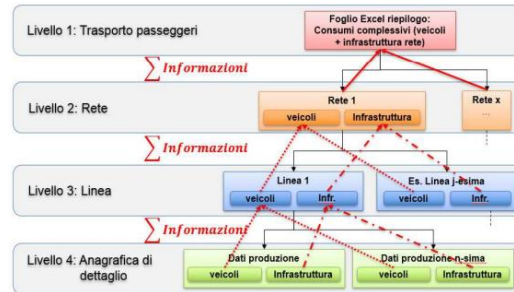 Livello 1: Trasporto passeggeri
Foglio Excel riepilogo:
Consumi complessivi (veicoli
+ infrastruttura rete)
∑ Informazioni
Livello 2: Rete
Rete 1
veicoli
Infrastruttura
Rete x
...
∑ Informazioni
Livello 3: Linea
Linea 1
veicoli
Infr.
Es. Linea j-esima
veicoli
Infr.
∑ Informazioni
Livello 4: Anagrafica di
dettaglio
Dati produzione
veicoli
Infrastruttura
Dati produzione n-sima
veicoli
Infrastruttura